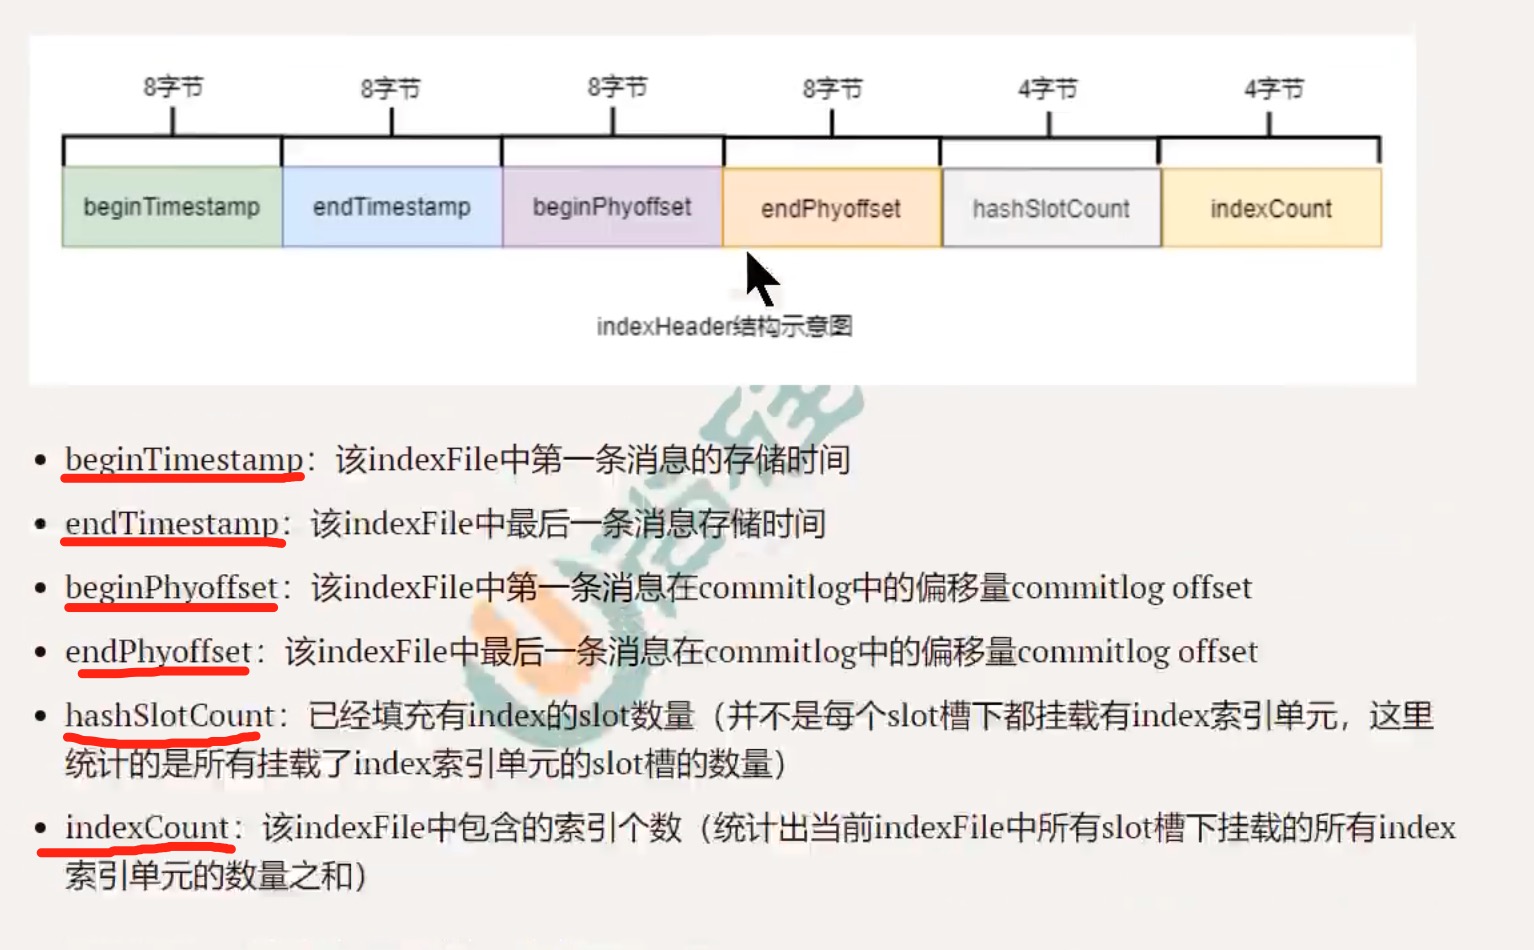 8字节 8字节 8字节 8字节 4字节 4字节
beginTimestamp endTimestamp beginPhyoffset endPhyoffset hashSlotCount indexCount
indexHeader结构示意图
• beginTimestamp：该indexFile中第一条消息的存储时间
• endTimestamp：该indexFile中最后一条消息存储时间
• beginPhyoffset：该indexFile中第一条消息在commitlog中的偏移量commitlog offset
• endPhyoffset：该indexFile中最后一条消息在commitlog中的偏移量commitlog offset
• hashSlotCount：已经填充有index的slot数量（并不是每个slot槽下都挂载有index索引单元，这里
统计的是所有挂载了index索引单元的slot槽的数量）
• indexCount：该indexFile中包含的索引个数（统计出当前indexFile中所有slot槽下挂载的所有index
索引单元的数量之和）